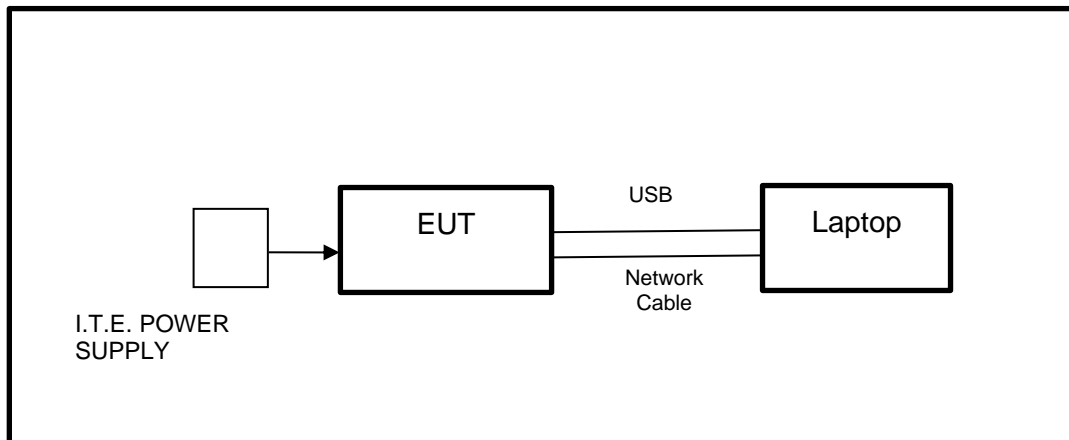 USB
EUT
Laptop
Network
Cable
I.T.E. POWER
SUPPLY